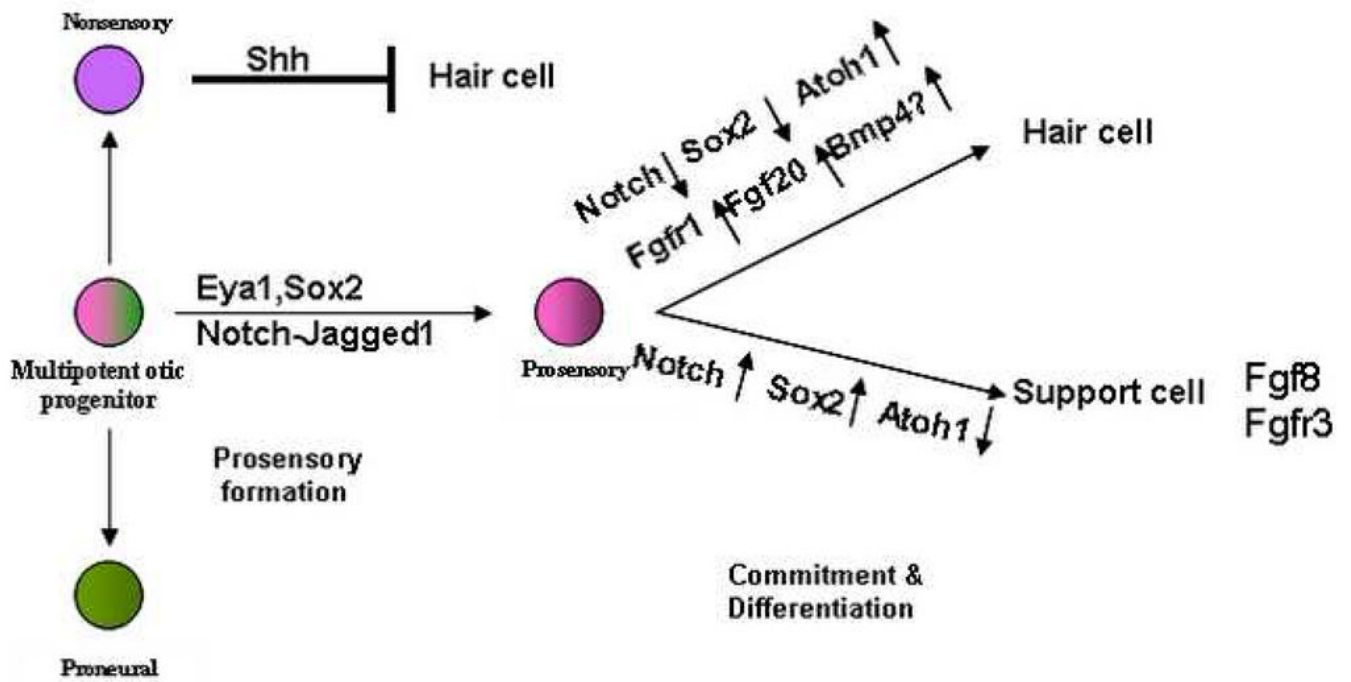 Nonsensory
Shh
Hair cell
Notch Sox2 Atoh1
Fgfr1 Fgf20 Bmp4?
Hair cell
Eya1,Sox2
Notch-Jagged1
Multipotent otic
progenitor
Prosensory
Notch Sox2 Atoh1
Support cell
Fgf8
Fgfr3
Prosensory
formation
Commitment &
Differentiation
Proneural